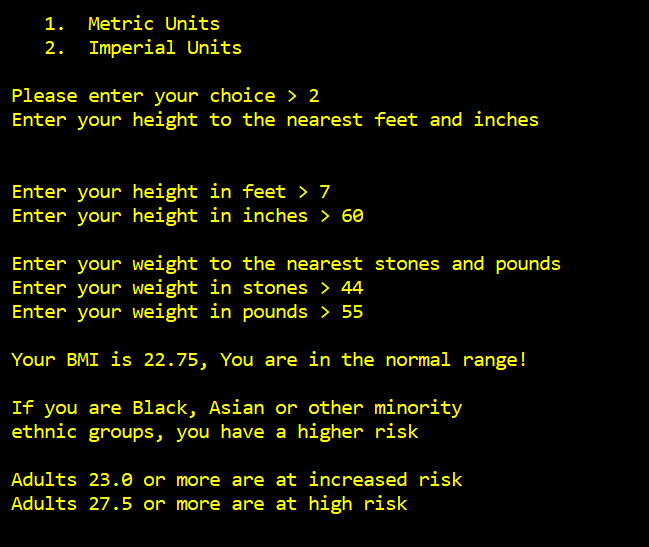 1. Metric Units
2. Imperial Units
Please enter your choice > 2
Enter your height to the nearest feet and inches
Enter your height in feet > 7
Enter your height in inches > 60
Enter your weight to the nearest stones and pounds
Enter your weight in stones > 44
Enter your weight in pounds > 55
Your BMI is 22.75, You are in the normal range!
If you are Black, Asian or other minority
ethnic groups, you have a higher risk
Adults 23.0 or more are at increased risk
Adults 27.5 or more are at high risk